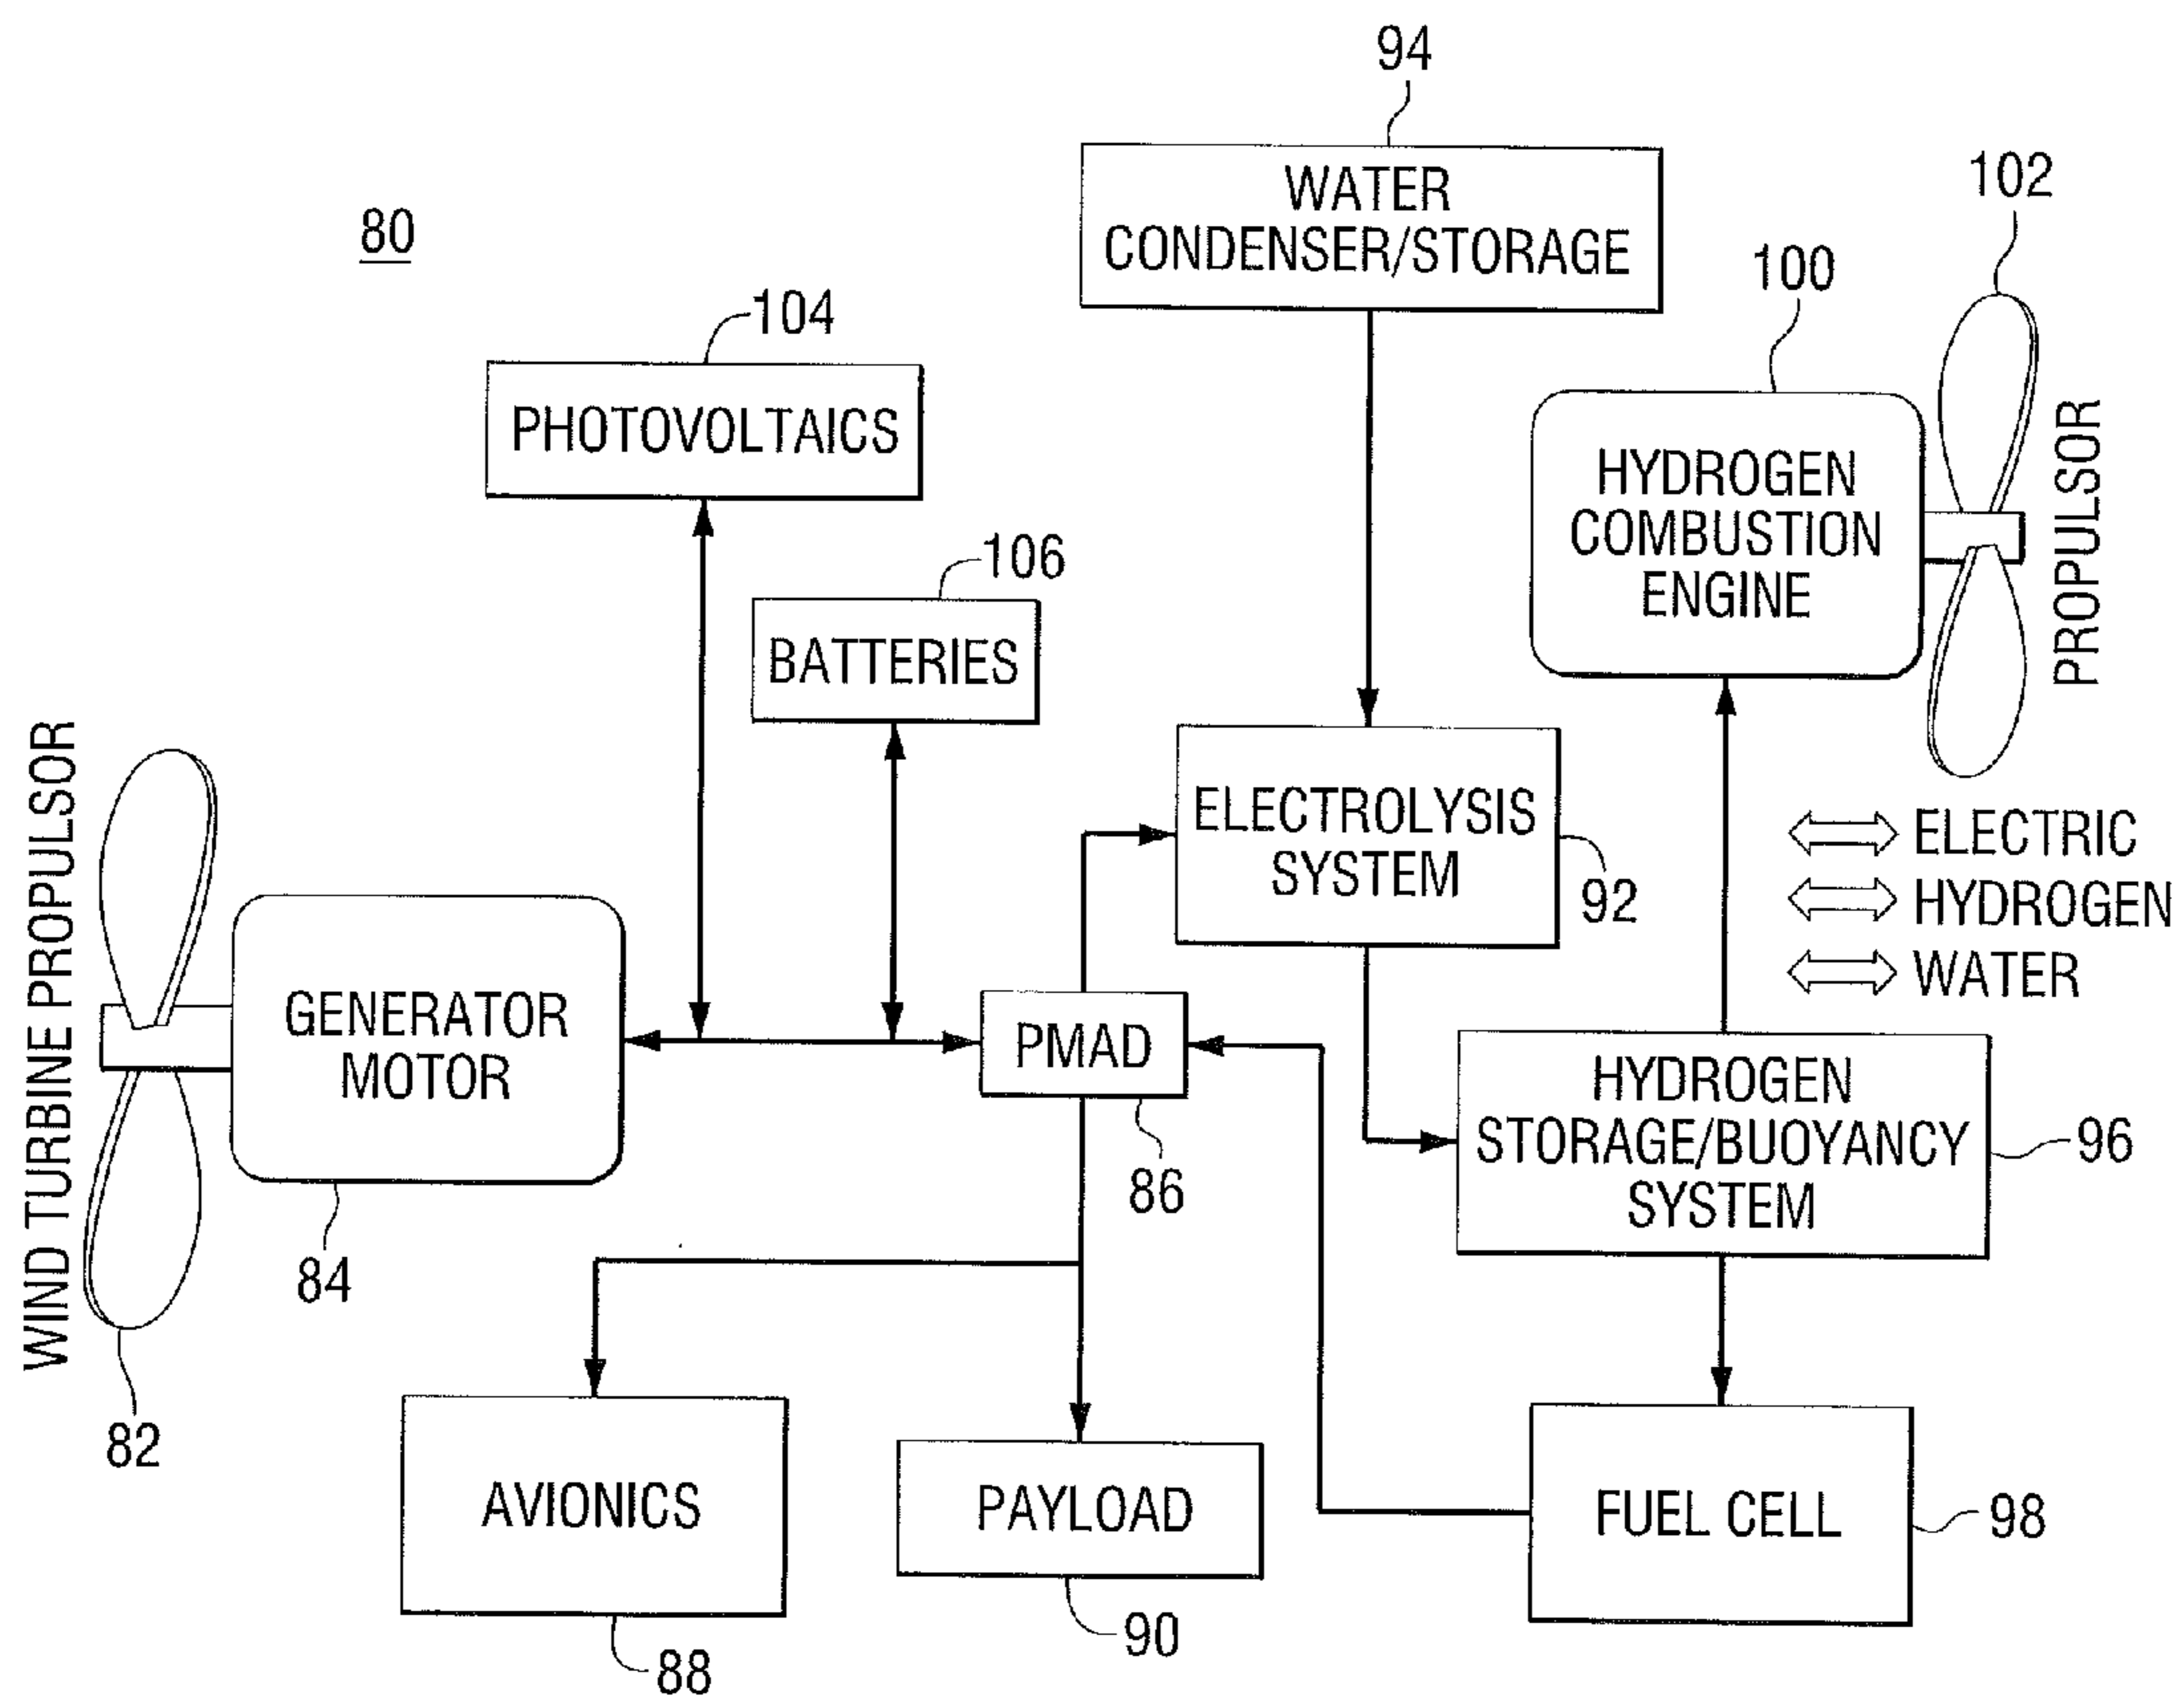 94
WATER
CONDENSER/STORAGE
102
80
100
104
PHOTOVOLTAICS
HYDROGEN
COMBUSTION
ENGINE
PROPULSOR
106
BATTERIES
WIND TURBINE PROPULSOR
ELECTROLYSIS
SYSTEM
92
ELECTRIC
HYDROGEN
WATER
GENERATOR
MOTOR
84
PMAD
86
HYDROGEN
STORAGE/BUOYANCY
SYSTEM
96
82
AVIONICS
88
PAYLOAD
90
FUEL CELL
98